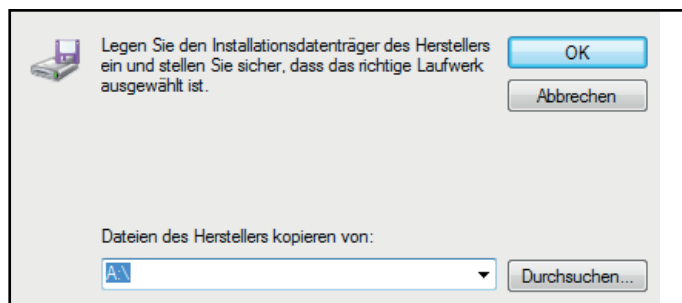 Legen Sie den Installationsdatenträger des Herstellers
ein und stellen Sie sicher, dass das richtige Laufwerk
ausgewählt ist.
OK
Abbrechen
Dateien des Herstellers kopieren von:
A:\
Durchsuchen...